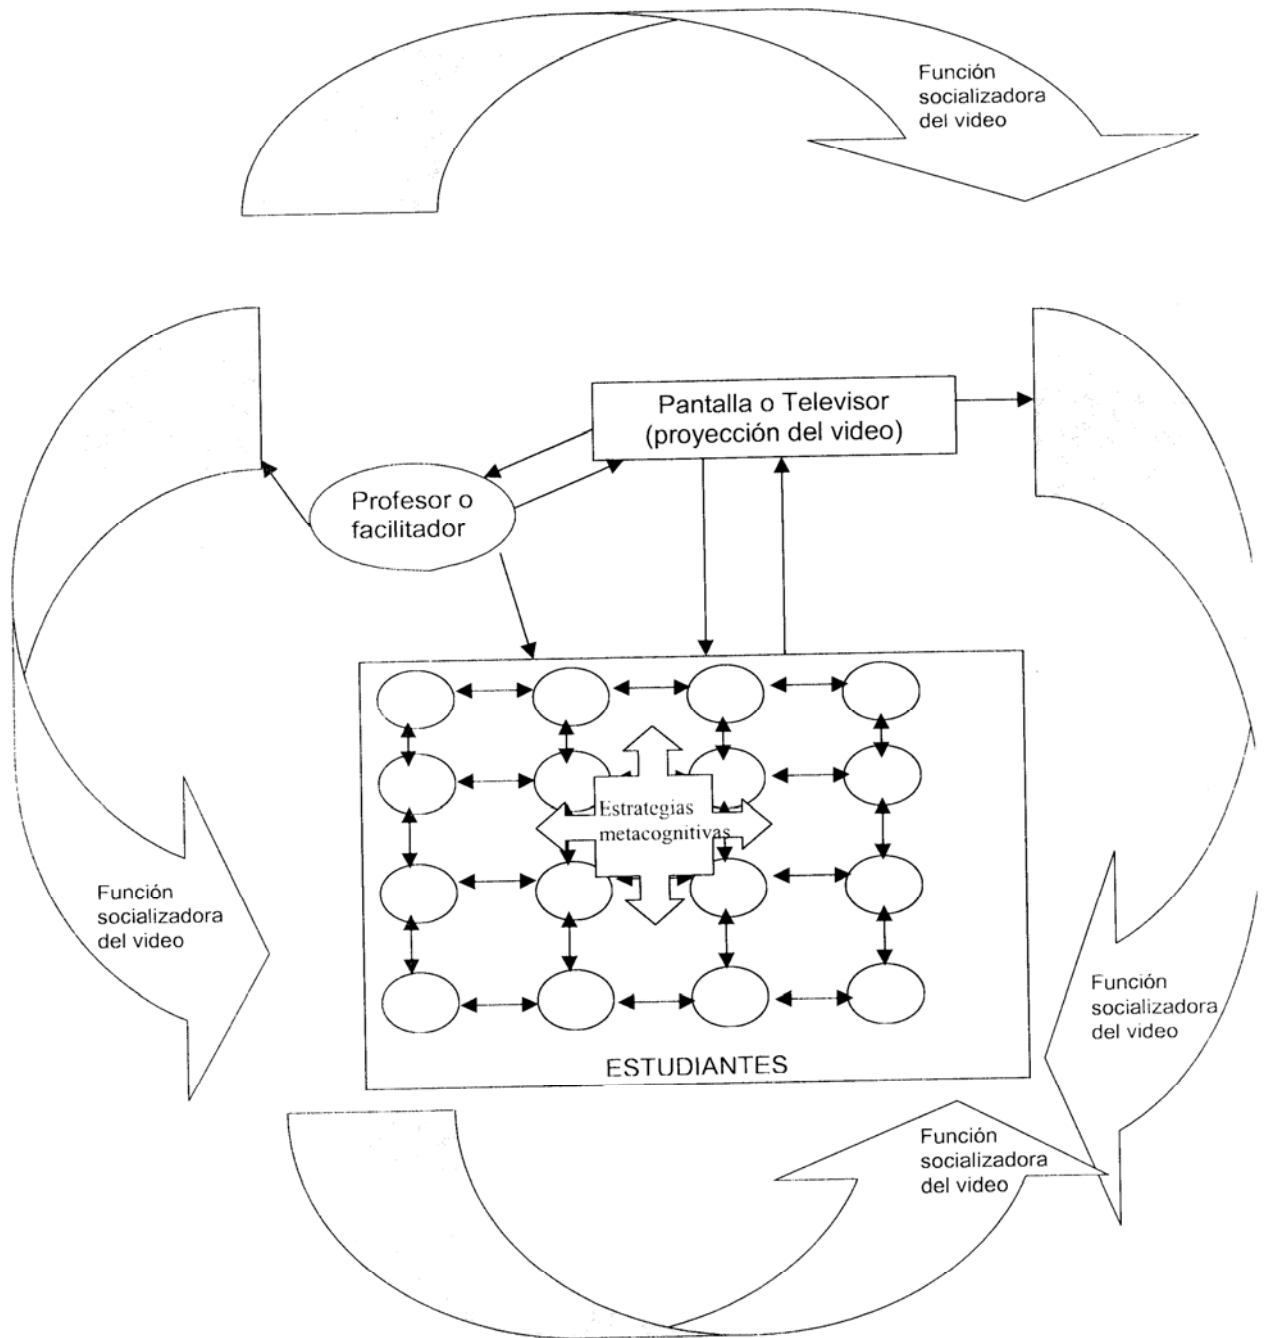 Función
socializadora
del video
Pantalla o Televisor
(proyección del video)
Profesor o
facilitador
Estrategias
metacognitivas
Función
socializadora
del video
Función
socializadora
del video
ESTUDIANTES
Función
socializadora
del video